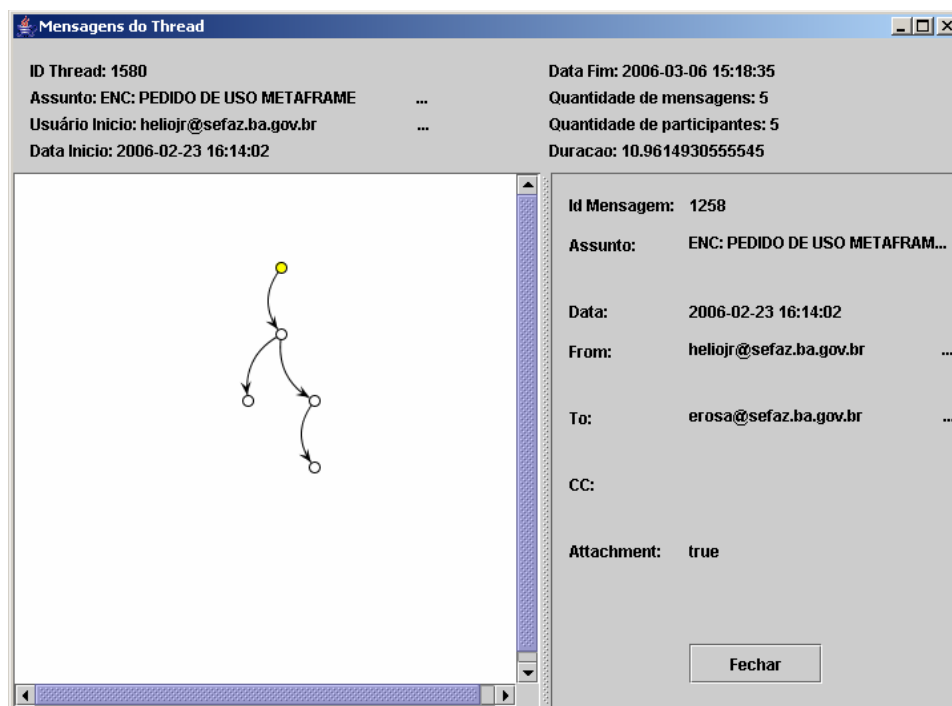 Mensagens do Thread
ID Thread: 1580
Assunto: ENC: PEDIDO DE USO METAFRAME ...
Usuário Inicio: heliojr@sefaz.ba.gov.br ...
Data Inicio: 2006-02-23 16:14:02
Data Fim: 2006-03-06 15:18:35
Quantidade de mensagens: 5
Quantidade de participantes: 5
Duracao: 10.9614930555545
Id Mensagem: 1258
Assunto: ENC: PEDIDO DE USO METAFRAM...
Data: 2006-02-23 16:14:02
From: heliojr@sefaz.ba.gov.br ...
To: erosa@sefaz.ba.gov.br ...
CC:
Attachment: true
Fechar